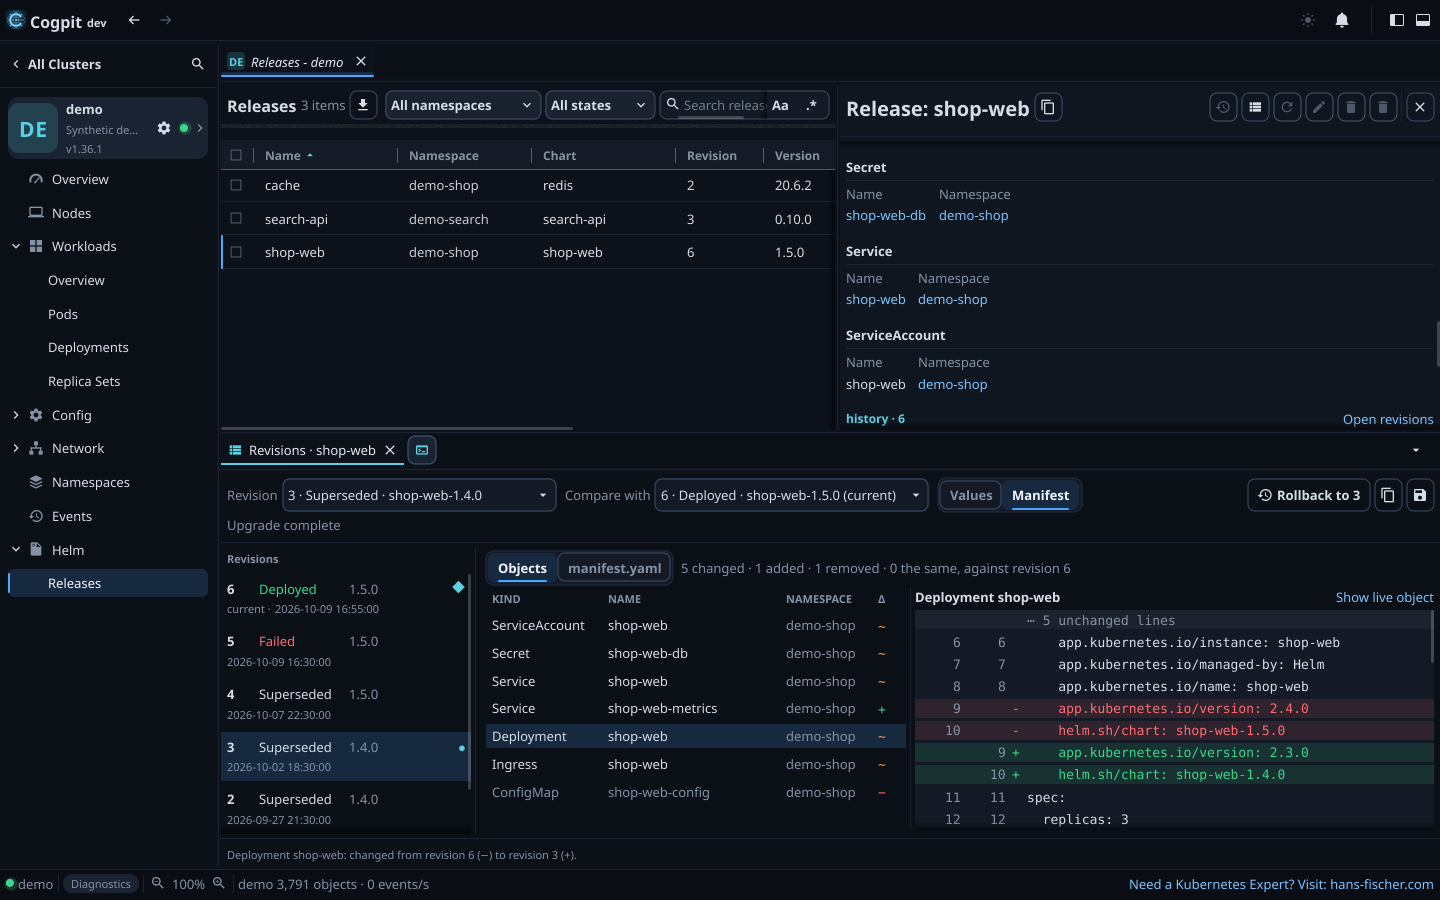 Cogpit dev
All Clusters
DE Releases - demo
DE
demo
Synthetic de...
v1.36.1
Overview
Nodes
Workloads
Overview
Pods
Deployments
Replica Sets
Config
Network
Namespaces
Events
Helm
Releases
Releases 3 items
All namespaces
All states
Search releas
Aa
.*
Name Namespace Chart Revision Version
cache demo-shop redis 2 20.6.2
search-api demo-search search-api 3 0.10.0
shop-web demo-shop shop-web 6 1.5.0
Release: shop-web
Secret
Name Namespace
shop-web-db demo-shop
Service
Name Namespace
shop-web demo-shop
ServiceAccount
Name Namespace
shop-web demo-shop
history · 6 Open revisions
Revisions · shop-web
Revision 3 · Superseded · shop-web-1.4.0 Compare with 6 · Deployed · shop-web-1.5.0 (current) Values Manifest Rollback to 3
Upgrade complete
Revisions
6 Deployed 1.5.0
current · 2026-10-09 16:55:00
5 Failed 1.5.0
2026-10-09 16:30:00
4 Superseded 1.5.0
2026-10-07 22:30:00
3 Superseded 1.4.0
2026-10-02 18:30:00
2 Superseded 1.4.0
2026-09-27 21:30:00
Objects manifest.yaml 5 changed · 1 added · 1 removed · 0 the same, against revision 6
KIND NAME NAMESPACE Δ
ServiceAccount shop-web demo-shop ~
Secret shop-web-db demo-shop ~
Service shop-web demo-shop ~
Service shop-web-metrics demo-shop +
Deployment shop-web demo-shop ~
Ingress shop-web demo-shop ~
ConfigMap shop-web-config demo-shop −
Deployment shop-web Show live object
⋯ 5 unchanged lines
6 6 app.kubernetes.io/instance: shop-web
7 7 app.kubernetes.io/managed-by: Helm
8 8 app.kubernetes.io/name: shop-web
9 - app.kubernetes.io/version: 2.4.0
10 - helm.sh/chart: shop-web-1.5.0
9 + app.kubernetes.io/version: 2.3.0
10 + helm.sh/chart: shop-web-1.4.0
11 11 spec:
12 12 replicas: 3
Deployment shop-web: changed from revision 6 (−) to revision 3 (+).
demo Diagnostics 100% demo 3,791 objects · 0 events/s
Need a Kubernetes Expert? Visit: hans-fischer.com